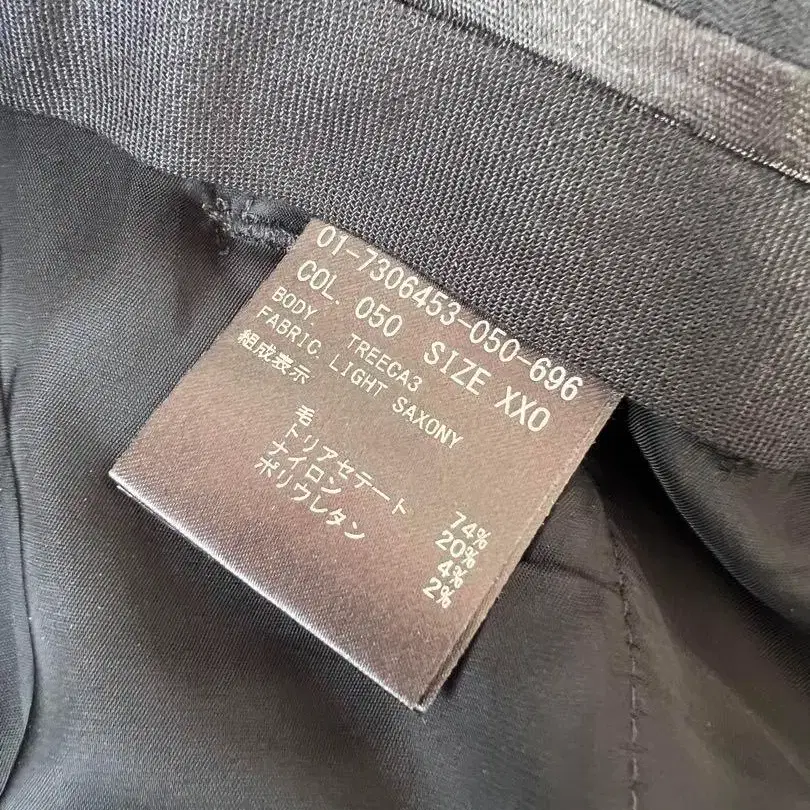 01-7306453-050-696
COL. 050 SIZE XXO
BODY. TREECA3
FABRIC. LIGHT SAXONY
組成表示
毛 74%
トリアセテート 20%
ナイロン 4%
ポリウレタン 2%